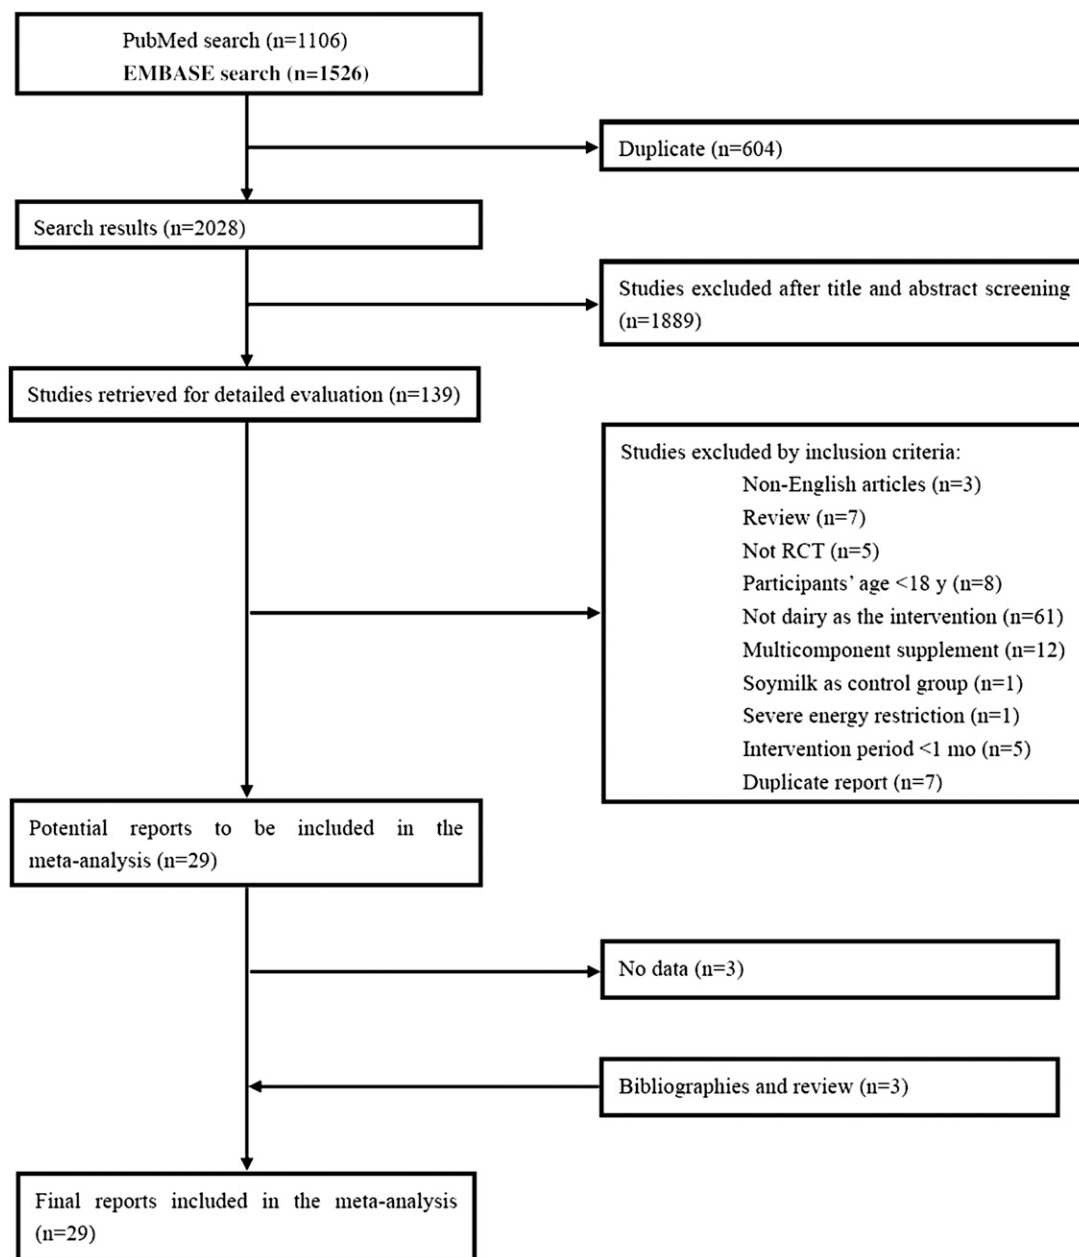 PubMed search (n=1106)
EMBASE search (n=1526)
Duplicate (n=604)
Search results (n=2028)
Studies excluded after title and abstract screening
(n=1889)
Studies retrieved for detailed evaluation (n=139)
Studies excluded by inclusion criteria:
Non-English articles (n=3)
Review (n=7)
Not RCT (n=5)
Participants’ age <18 y (n=8)
Not dairy as the intervention (n=61)
Multicomponent supplement (n=12)
Soymilk as control group (n=1)
Severe energy restriction (n=1)
Intervention period <1 mo (n=5)
Duplicate report (n=7)
Potential reports to be included in the
meta-analysis (n=29)
No data (n=3)
Bibliographies and review (n=3)
Final reports included in the meta-analysis
(n=29)